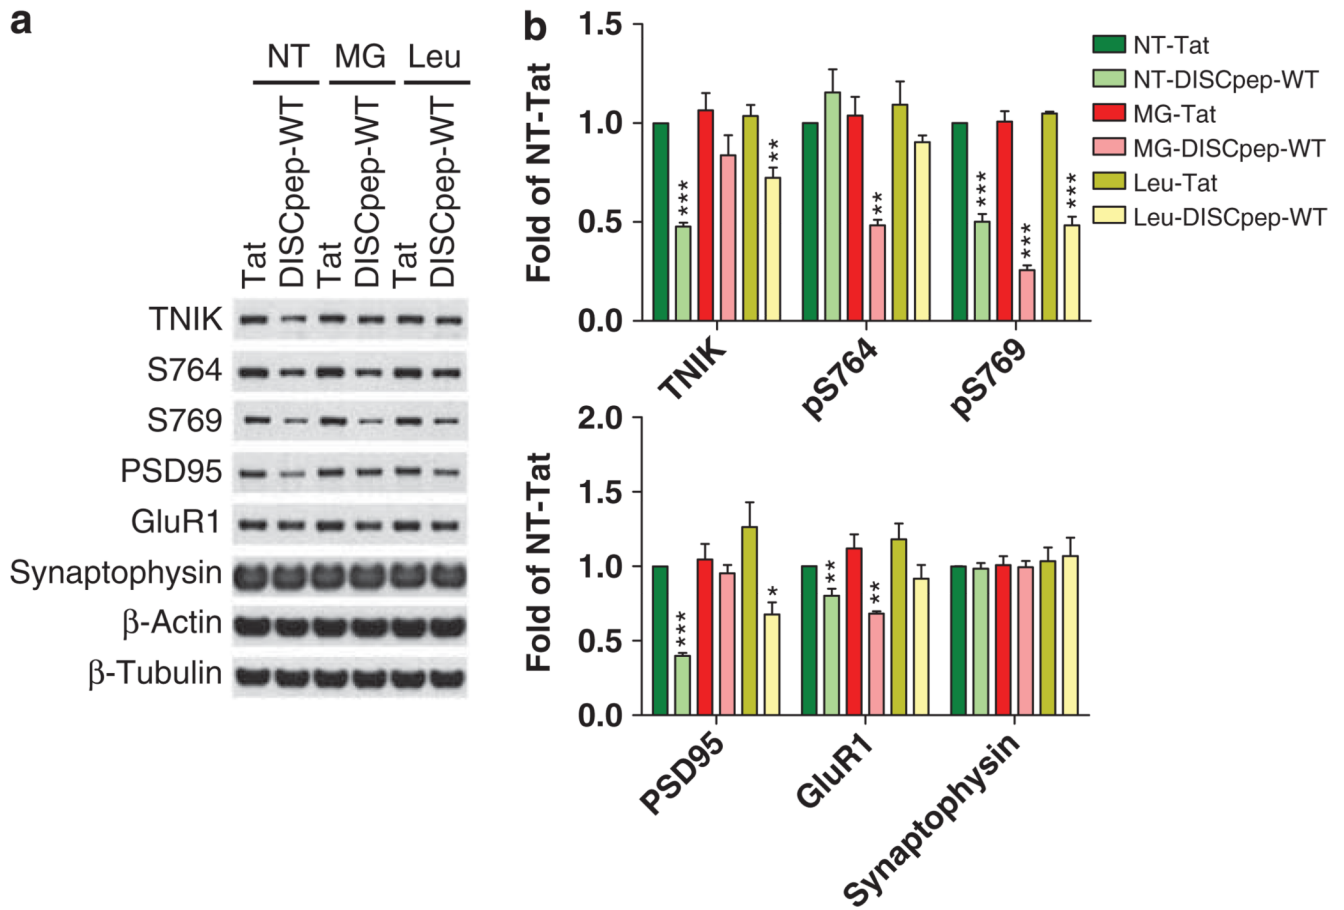 a
NT MG Leu
Tat
DISCpep-WT
Tat
DISCpep-WT
Tat
DISCpep-WT
TNIK
S764
S769
PSD95
GluR1
Synaptophysin
β-Actin
β-Tubulin
b
Fold of NT-Tat
1.5
1.0
0.5
0.0
***
**
**
***
***
***
TNIK
pS764
pS769
NT-Tat
NT-DISCpep-WT
MG-Tat
MG-DISCpep-WT
Leu-Tat
Leu-DISCpep-WT
Fold of NT-Tat
2.0
1.5
1.0
0.5
0.0
***
*
**
**
PSD95
GluR1
Synaptophysin